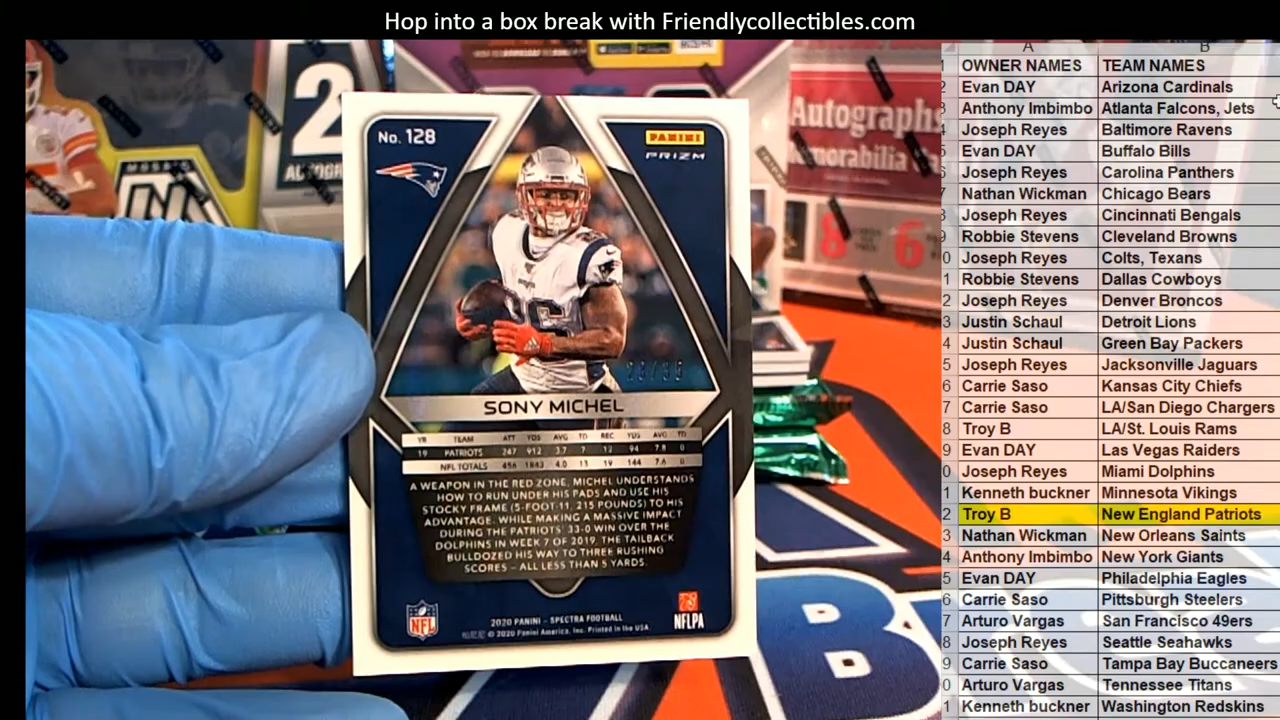 Hop into a box break with Friendlycollectibles.com
2
AUTOGR
MOSAIC
Autographs
Memorabilia
8
6
No. 128
PANINI
PRIZM
SONY MICHEL
YR TEAM ATT YDS AVG TD REC YDS AVG TD
19 PATRIOTS 247 912 3.7 7 12 94 7.8 0
NFL TOTALS 456 1843 4.0 13 19 144 7.6 0
A WEAPON IN THE RED ZONE, MICHEL UNDERSTANDS
HOW TO RUN UNDER HIS PADS AND USE HIS
STOCKY FRAME (5-FOOT-11, 215 POUNDS) TO HIS
ADVANTAGE. WHILE MAKING A MASSIVE IMPACT
DURING THE PATRIOTS' 33-0 WIN OVER THE
DOLPHINS IN WEEK 7 OF 2019, THE TAILBACK
BULLDOZED HIS WAY TO THREE RUSHING
SCORES – ALL LESS THAN 5 YARDS.
NFL
NFLPA
2020 PANINI - SPECTRA FOOTBALL
© 2020 Panini America, Inc. Printed in the USA.
A B
OWNER NAMES TEAM NAMES
Evan DAY Arizona Cardinals
Anthony Imbimbo Atlanta Falcons, Jets
Joseph Reyes Baltimore Ravens
Evan DAY Buffalo Bills
Joseph Reyes Carolina Panthers
Nathan Wickman Chicago Bears
Joseph Reyes Cincinnati Bengals
Robbie Stevens Cleveland Browns
Joseph Reyes Colts, Texans
Robbie Stevens Dallas Cowboys
Joseph Reyes Denver Broncos
Justin Schaul Detroit Lions
Justin Schaul Green Bay Packers
Joseph Reyes Jacksonville Jaguars
Carrie Saso Kansas City Chiefs
Carrie Saso LA/San Diego Chargers
Troy B LA/St. Louis Rams
Evan DAY Las Vegas Raiders
Joseph Reyes Miami Dolphins
Kenneth buckner Minnesota Vikings
Troy B New England Patriots
Nathan Wickman New Orleans Saints
Anthony Imbimbo New York Giants
Evan DAY Philadelphia Eagles
Carrie Saso Pittsburgh Steelers
Arturo Vargas San Francisco 49ers
Joseph Reyes Seattle Seahawks
Carrie Saso Tampa Bay Buccaneers
Arturo Vargas Tennessee Titans
Kenneth buckner Washington Redskins